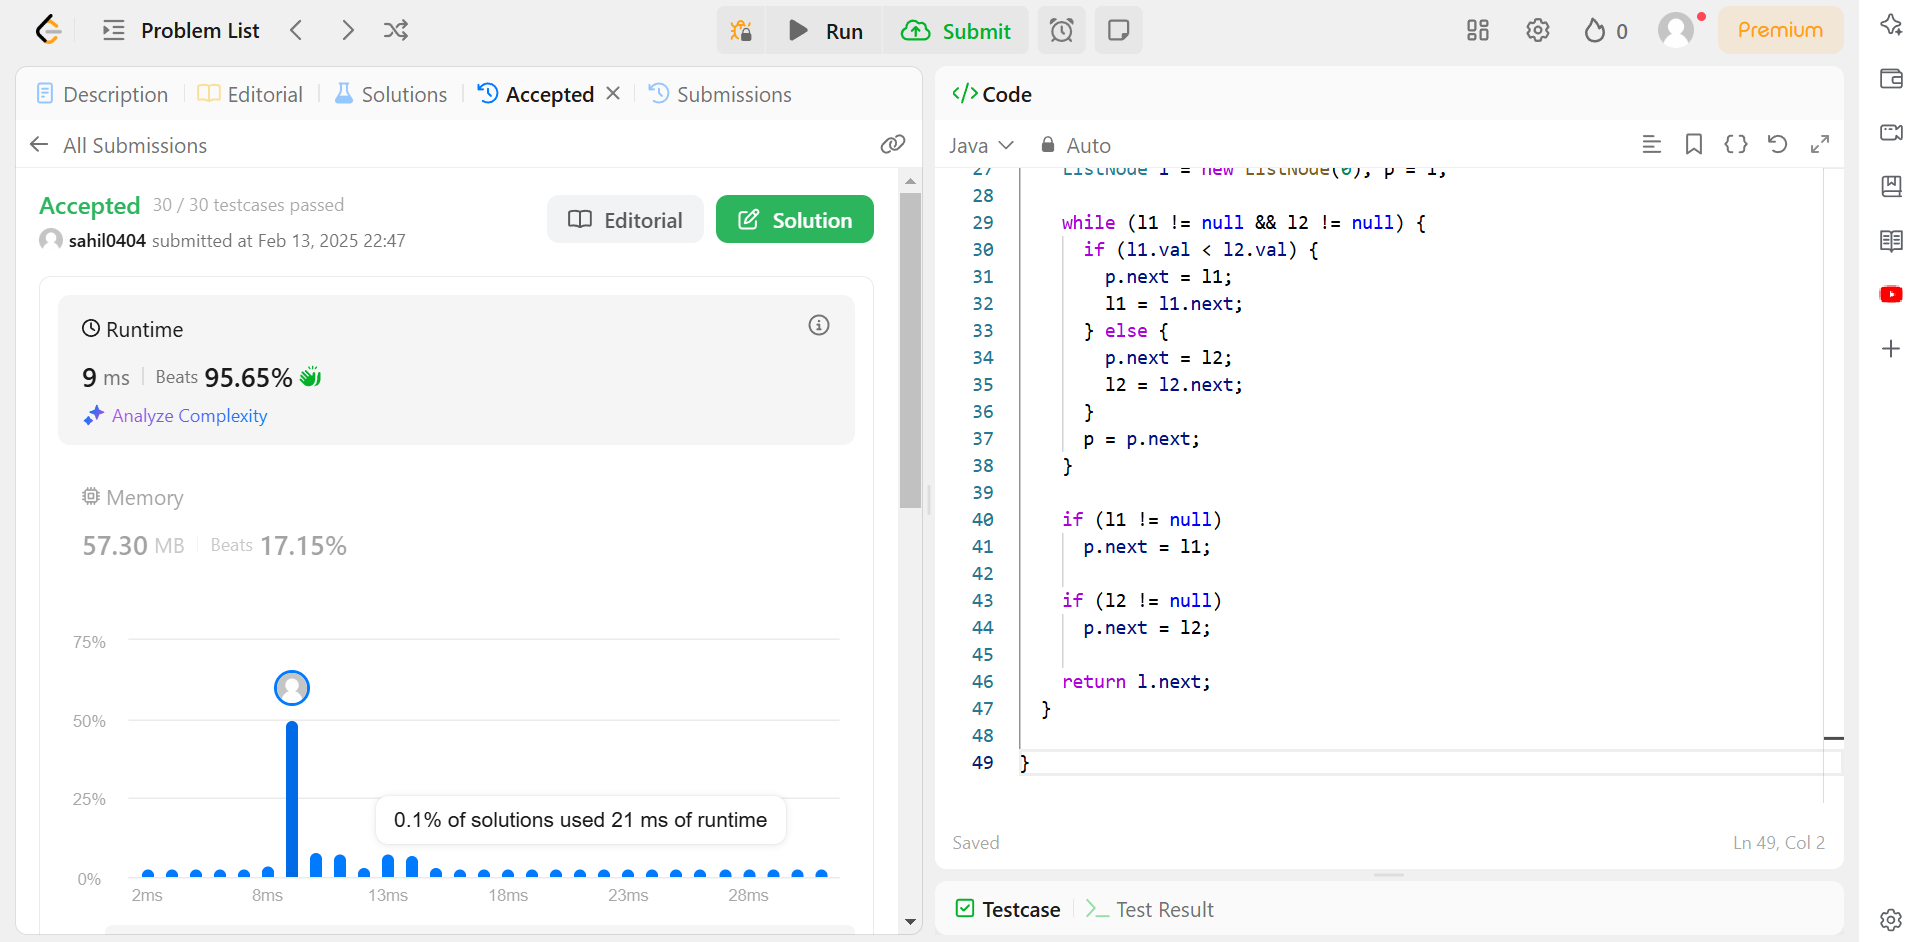 Problem List
Run
Submit
0
Premium
Description
Editorial
Solutions
Accepted
Submissions
All Submissions
Accepted 30 / 30 testcases passed
sahil0404 submitted at Feb 13, 2025 22:47
Editorial
Solution
Runtime
9 ms Beats 95.65%
Analyze Complexity
Memory
57.30 MB Beats 17.15%
75%
50%
25%
0%
0.1% of solutions used 21 ms of runtime
2ms 8ms 13ms 18ms 23ms 28ms
</> Code
Java Auto
27 ListNode l = new ListNode(0), p = l;
28
29 while (l1 != null && l2 != null) {
30 if (l1.val < l2.val) {
31 p.next = l1;
32 l1 = l1.next;
33 } else {
34 p.next = l2;
35 l2 = l2.next;
36 }
37 p = p.next;
38 }
39
40 if (l1 != null)
41 p.next = l1;
42
43 if (l2 != null)
44 p.next = l2;
45
46 return l.next;
47 }
48
49 }
Saved
Ln 49, Col 2
Testcase
Test Result